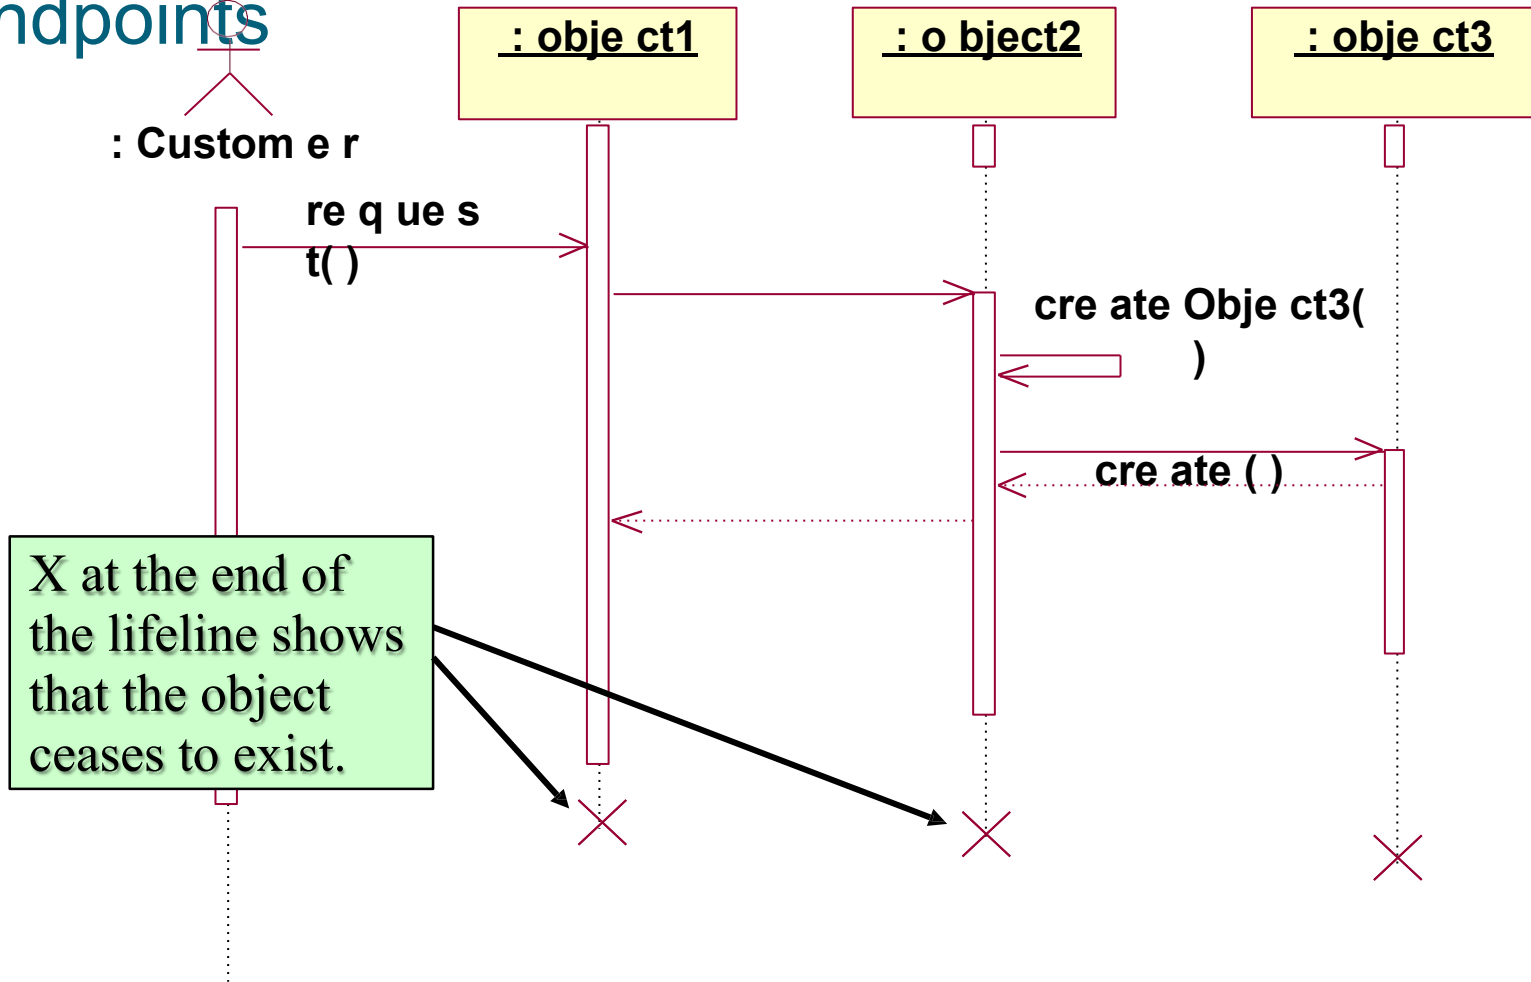 ndpoints
: obje ct1
: o bject2
: obje ct3
: Custom e r
re q ue s
t( )
cre ate Obje ct3(
)
cre ate ( )
X at the end of
the lifeline shows
that the object
ceases to exist.